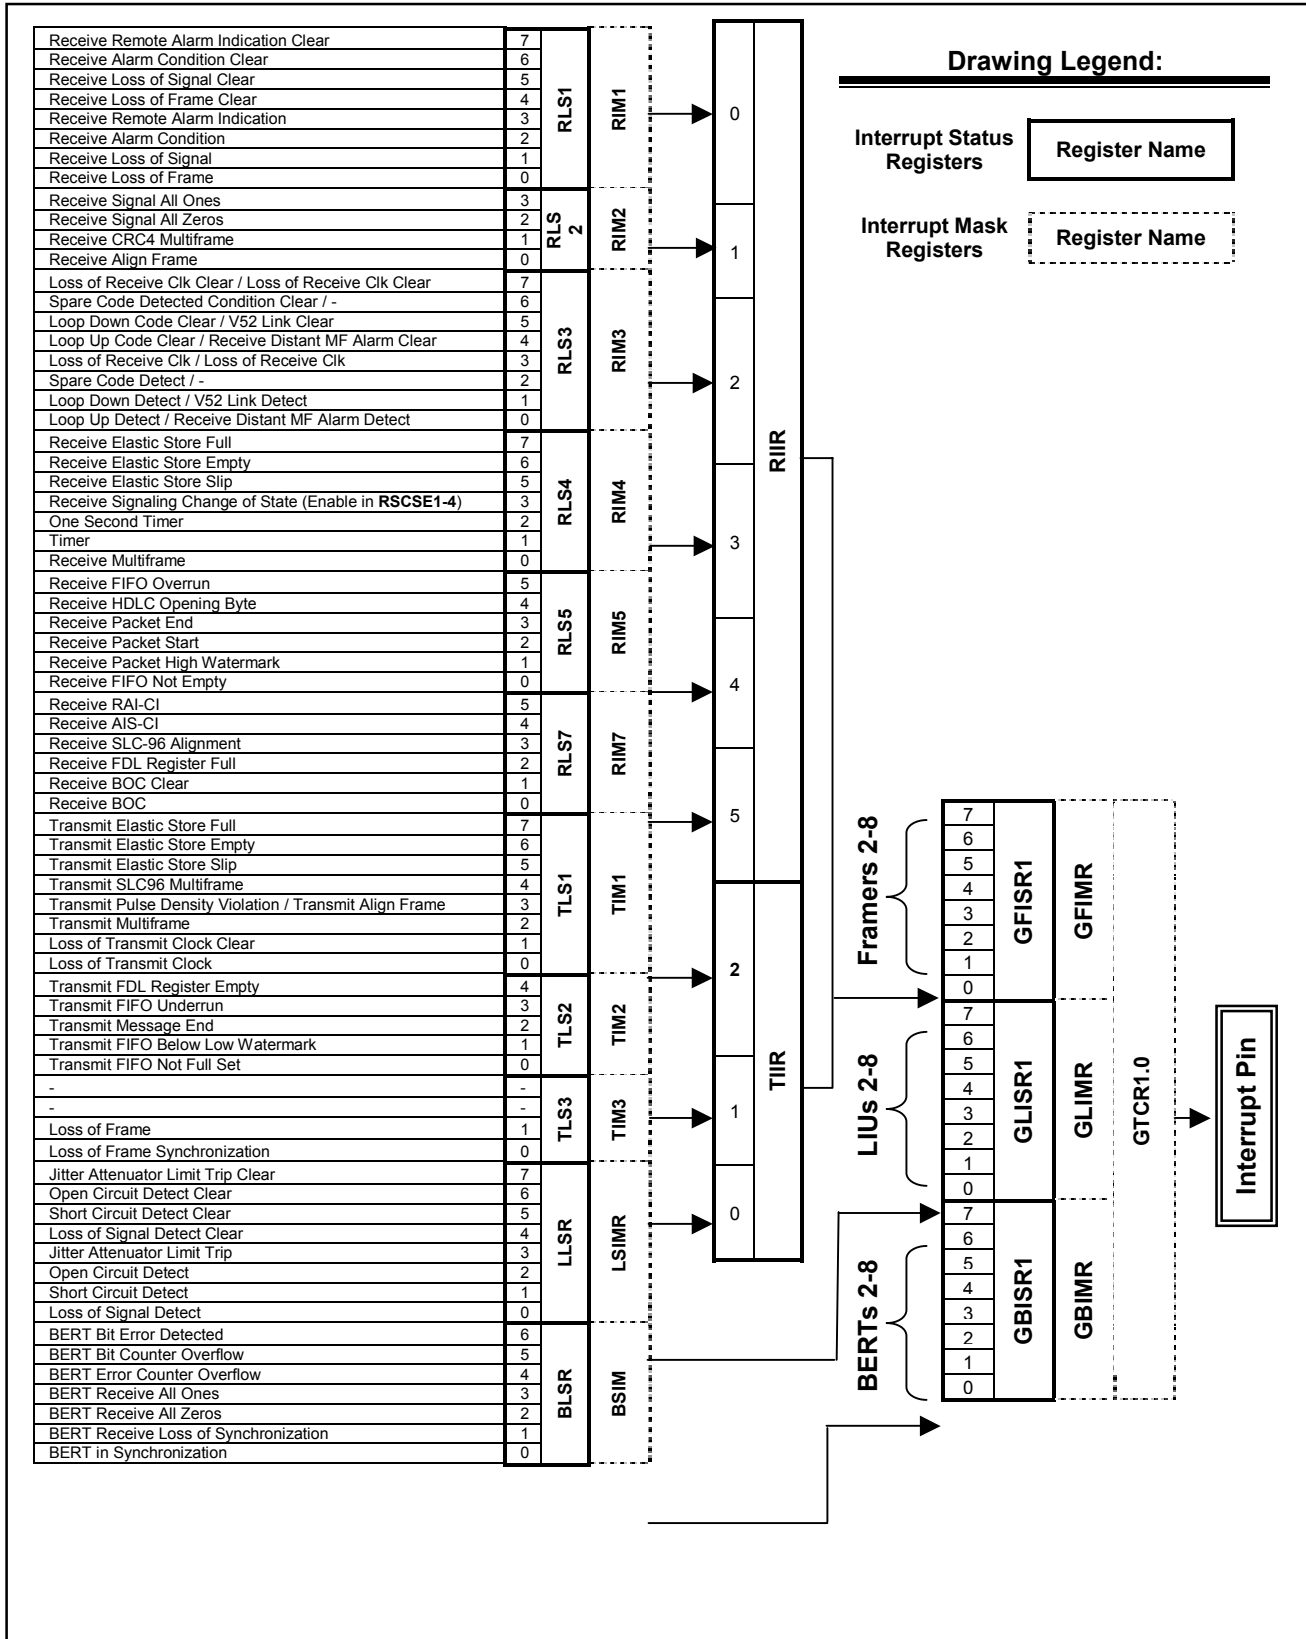 Receive Remote Alarm Indication Clear 7
Receive Alarm Condition Clear 6
Receive Loss of Signal Clear 5
Receive Loss of Frame Clear 4
Receive Remote Alarm Indication 3
Receive Alarm Condition 2
Receive Loss of Signal 1
Receive Loss of Frame 0
RLS1
RIM1
Receive Signal All Ones 3
Receive Signal All Zeros 2
Receive CRC4 Multiframe 1
Receive Align Frame 0
RLS
2
RIM2
Loss of Receive Clk Clear / Loss of Receive Clk Clear 7
Spare Code Detected Condition Clear / - 6
Loop Down Code Clear / V52 Link Clear 5
Loop Up Code Clear / Receive Distant MF Alarm Clear 4
Loss of Receive Clk / Loss of Receive Clk 3
Spare Code Detect / - 2
Loop Down Detect / V52 Link Detect 1
Loop Up Detect / Receive Distant MF Alarm Detect 0
RLS3
RIM3
Receive Elastic Store Full 7
Receive Elastic Store Empty 6
Receive Elastic Store Slip 5
Receive Signaling Change of State (Enable in RSCSE1-4) 3
One Second Timer 2
Timer 1
Receive Multiframe 0
RLS4
RIM4
Receive FIFO Overrun 5
Receive HDLC Opening Byte 4
Receive Packet End 3
Receive Packet Start 2
Receive Packet High Watermark 1
Receive FIFO Not Empty 0
RLS5
RIM5
Receive RAI-CI 5
Receive AIS-CI 4
Receive SLC-96 Alignment 3
Receive FDL Register Full 2
Receive BOC Clear 1
Receive BOC 0
RLS7
RIM7
Transmit Elastic Store Full 7
Transmit Elastic Store Empty 6
Transmit Elastic Store Slip 5
Transmit SLC96 Multiframe 4
Transmit Pulse Density Violation / Transmit Align Frame 3
Transmit Multiframe 2
Loss of Transmit Clock Clear 1
Loss of Transmit Clock 0
TLS1
TIM1
Transmit FDL Register Empty 4
Transmit FIFO Underrun 3
Transmit Message End 2
Transmit FIFO Below Low Watermark 1
Transmit FIFO Not Full Set 0
TLS2
TIM2
- -
- -
Loss of Frame 1
Loss of Frame Synchronization 0
TLS3
TIM3
Jitter Attenuator Limit Trip Clear 7
Open Circuit Detect Clear 6
Short Circuit Detect Clear 5
Loss of Signal Detect Clear 4
Jitter Attenuator Limit Trip 3
Open Circuit Detect 2
Short Circuit Detect 1
Loss of Signal Detect 0
LLSR
LSIMR
BERT Bit Error Detected 6
BERT Bit Counter Overflow 5
BERT Error Counter Overflow 4
BERT Receive All Ones 3
BERT Receive All Zeros 2
BERT Receive Loss of Synchronization 1
BERT in Synchronization 0
BLSR
BSIM
0
1
2
3
4
5
RIIR
2
1
0
TIIR
Drawing Legend:
Interrupt Status
Registers
Register Name
Interrupt Mask
Registers
Register Name
Framers 2-8
7
6
5
4
3
2
1
0
GFISR1
GFIMR
LIUs 2-8
7
6
5
4
3
2
1
0
GLISR1
GLIMR
BERTs 2-8
7
6
5
4
3
2
1
0
GBISR1
GBIMR
GTCR1.0
Interrupt Pin